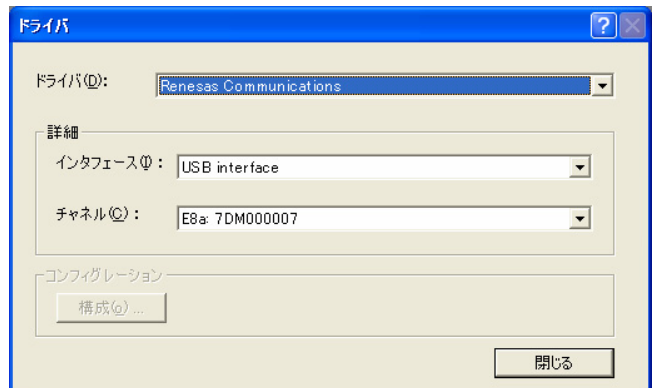 ドライバ
ドライバ(D): Renesas Communications
詳細
インタフェース(I): USB interface
チャネル(C): E8a: 7DM000007
コンフィグレーション
構成(o) ...
閉じる